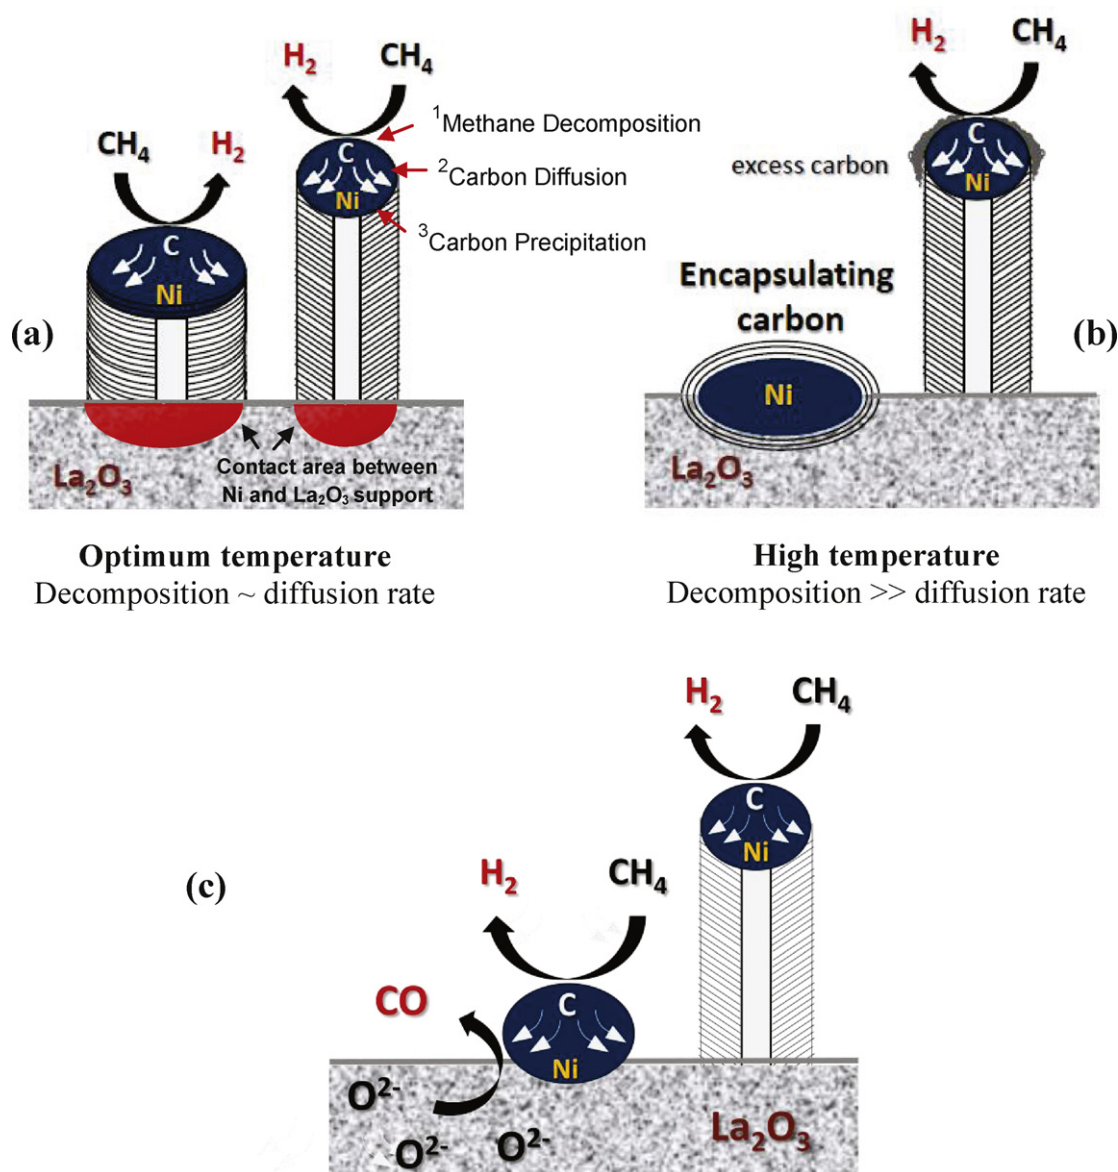 H₂ CH₄
CH₄ H₂
¹Methane Decomposition
C
²Carbon Diffusion
Ni
³Carbon Precipitation
C
Ni
(a)
Contact area between
Ni and La₂O₃ support
La₂O₃
Optimum temperature
Decomposition ~ diffusion rate
H₂ CH₄
excess carbon
C
Ni
Encapsulating
carbon
(b)
Ni
La₂O₃
High temperature
Decomposition >> diffusion rate
H₂ CH₄
C
Ni
(c)
H₂ CH₄
CO
C
Ni
O²⁻
O²⁻ O²⁻
La₂O₃